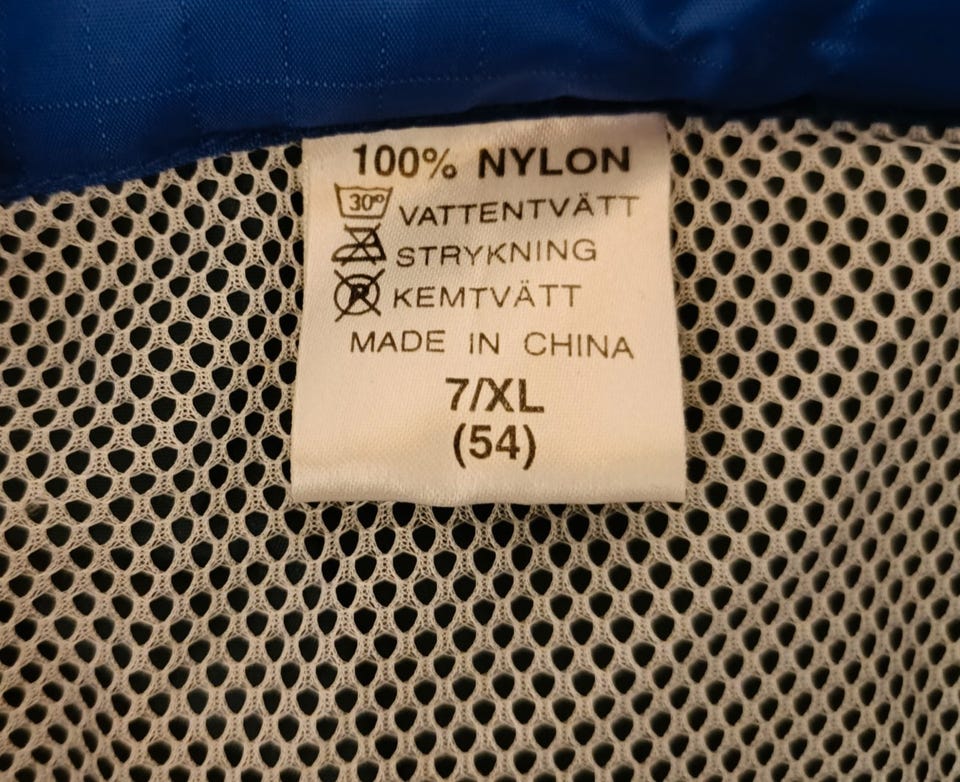 100% NYLON
30° VATTENTVÄTT
STRYKNING
P KEMTVÄTT
MADE IN CHINA
7/XL
(54)